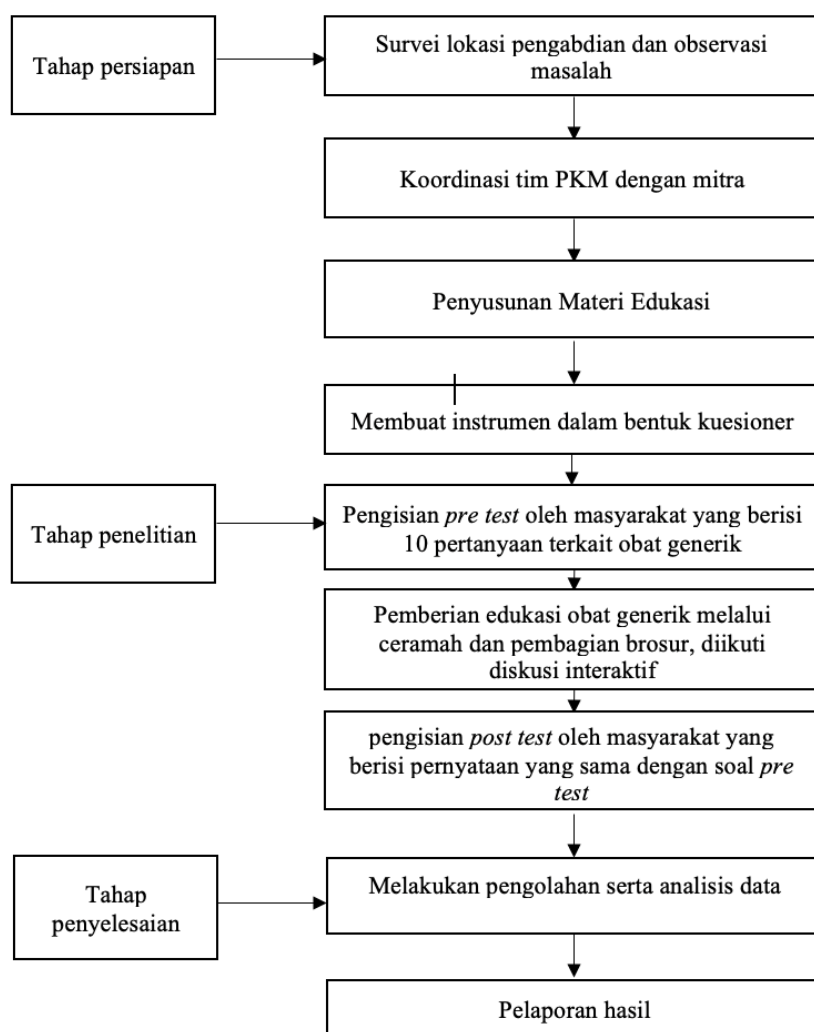 Tahap persiapan
Survei lokasi pengabdian dan observasi
masalah
Koordinasi tim PKM dengan mitra
Penyusunan Materi Edukasi
Membuat instrumen dalam bentuk kuesioner
Tahap penelitian
Pengisian pre test oleh masyarakat yang berisi
10 pertanyaan terkait obat generik
Pemberian edukasi obat generik melalui
ceramah dan pembagian brosur, diikuti
diskusi interaktif
pengisian post test oleh masyarakat yang
berisi pernyataan yang sama dengan soal pre
test
Tahap
penyelesaian
Melakukan pengolahan serta analisis data
Pelaporan hasil